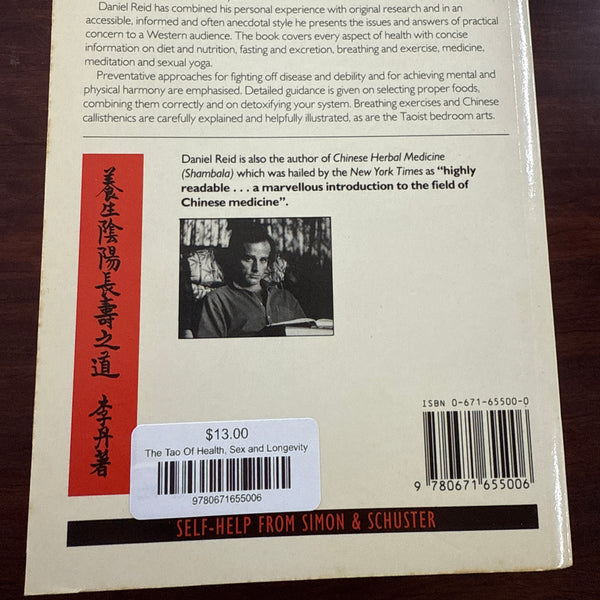 Daniel Reid has combined his personal experience with original research and in an
accessible, informed and often anecdotal style he presents the issues and answers of practical
concern to a Western audience. The book covers every aspect of health with concise
information on diet and nutrition, fasting and excretion, breathing and exercise, medicine,
meditation and sexual yoga.
Preventative approaches for fighting off disease and debility and for achieving mental and
physical harmony are emphasised. Detailed guidance is given on selecting proper foods,
combining them correctly and on detoxifying your system. Breathing exercises and Chinese
callisthenics are carefully explained and helpfully illustrated, as are the Taoist bedroom arts.
Daniel Reid is also the author of Chinese Herbal Medicine
(Shambala) which was hailed by the New York Times as “highly
readable . . . a marvellous introduction to the field of
Chinese medicine”.
養生陰陽長壽之道 李丹著
ISBN 0-671-65500-0
9 780671 655006
$13.00
The Tao Of Health, Sex and Longevity
9780671655006
SELF-HELP FROM SIMON & SCHUSTER